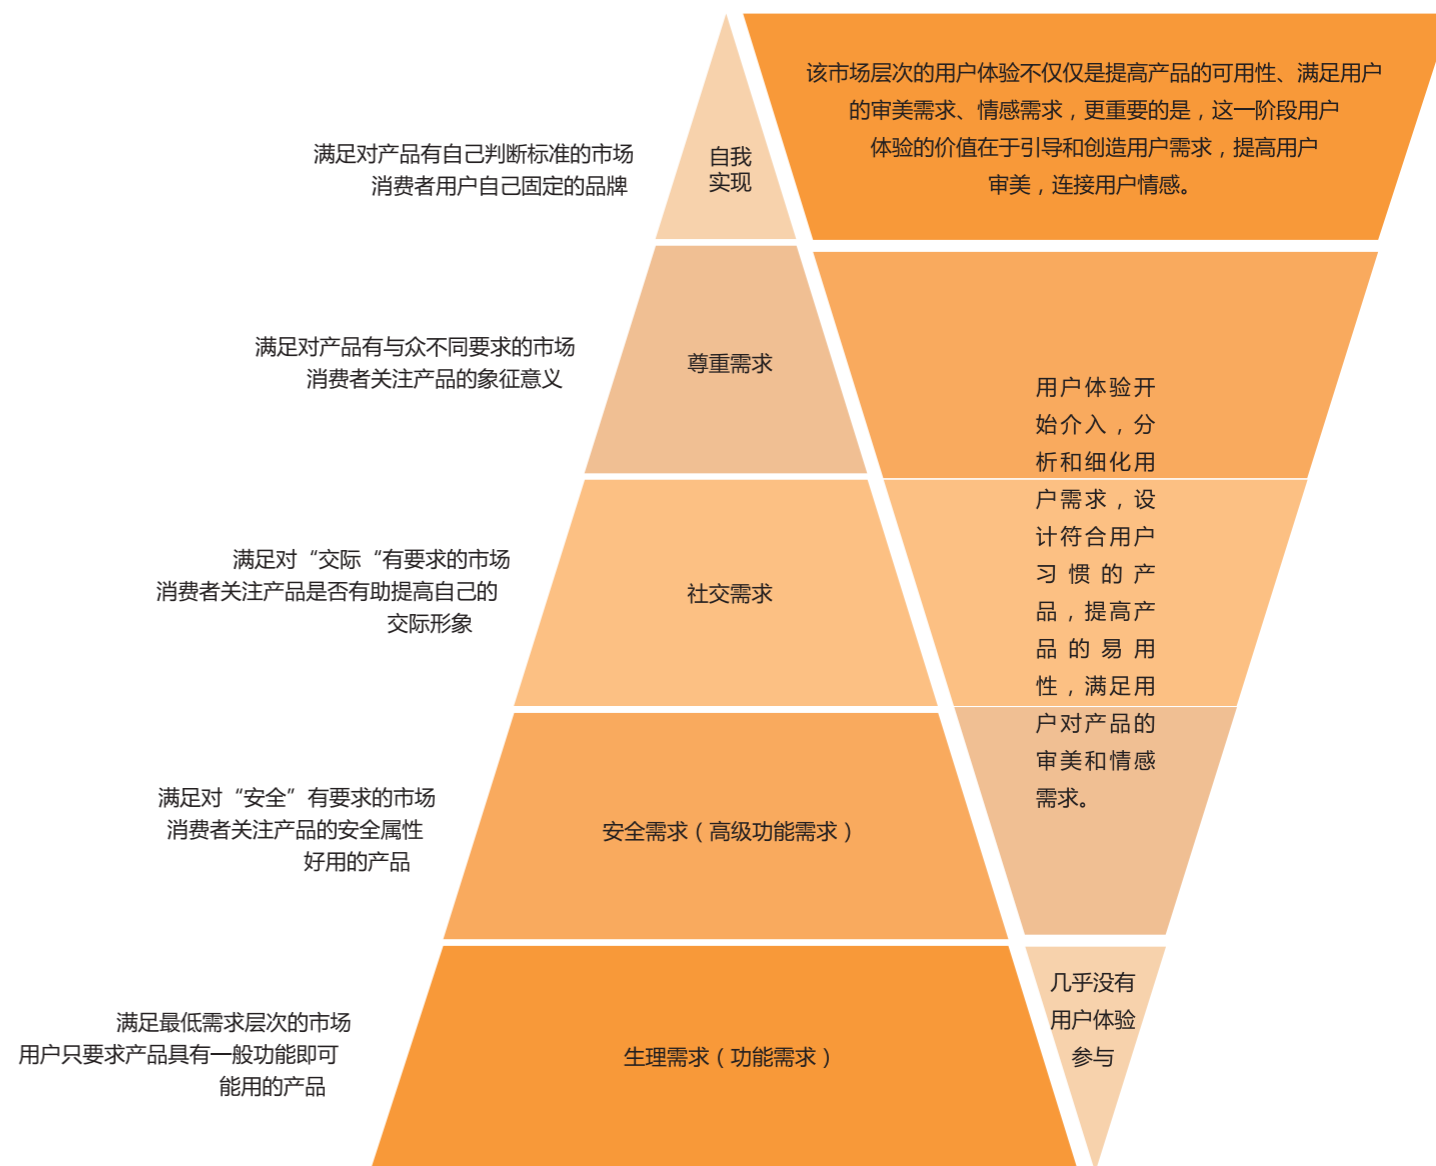 该市场层次的用户体验不仅仅是提高产品的可用性、满足用户
的审美需求、情感需求，更重要的是，这一阶段用户
体验的价值在于引导和创造用户需求，提高用户
审美，连接用户情感。
满足对产品有自己判断标准的市场
消费者用户自己固定的品牌
自我
实现
满足对产品有与众不同要求的市场
消费者关注产品的象征意义
尊重需求
用户体验开
始介入，分
析和细化用
户需求，设
计符合用户
习惯的产
品，提高产
品的易用
性，满足用
户对产品的
审美和情感
需求。
满足对“交际“有要求的市场
消费者关注产品是否有助提高自己的
交际形象
社交需求
满足对“安全”有要求的市场
消费者关注产品的安全属性
好用的产品
安全需求（高级功能需求）
满足最低需求层次的市场
用户只要求产品具有一般功能即可
能用的产品
生理需求（功能需求）
几乎没有
用户体验
参与